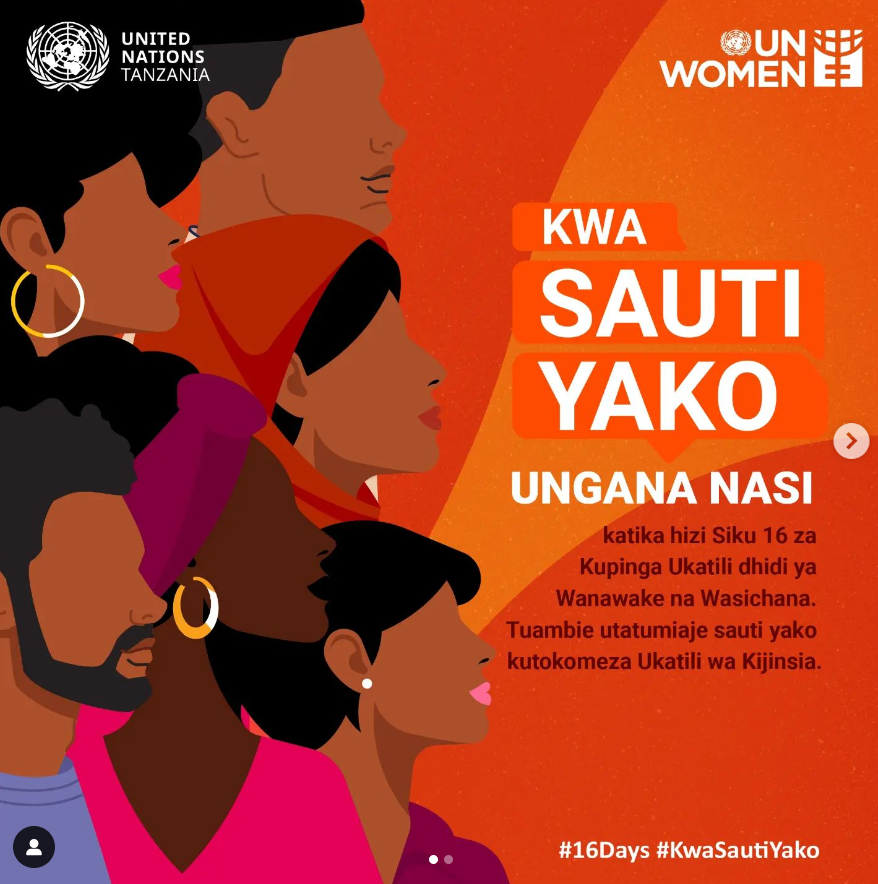 UNITED
NATIONS
TANZANIA
UN
WOMEN
KWA
SAUTI
YAKO
UNGANA NASI
katika hizi Siku 16 za
Kupinga Ukatili dhidi ya
Wanawake na Wasichana.
Tuambie utatumiaje sauti yako
kutokomeza Ukatili wa Kijinsia.
#16Days #KwaSautiYako